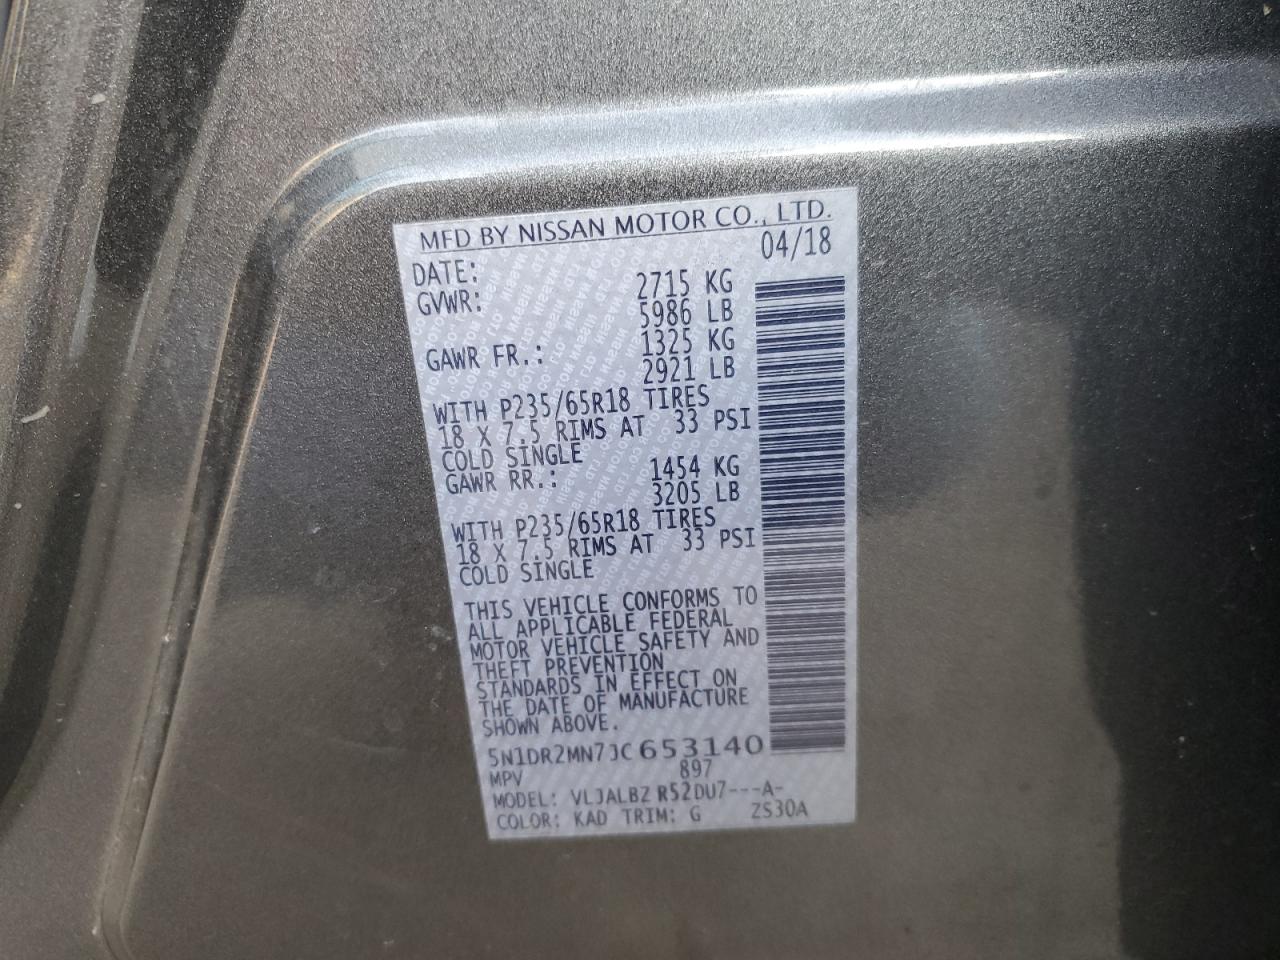 MFD BY NISSAN MOTOR CO., LTD.
DATE: 04/18
GVWR: 2715 KG
5986 LB
GAWR FR.: 1325 KG
2921 LB
WITH P235/65R18 TIRES
18 X 7.5 RIMS AT 33 PSI
COLD SINGLE
GAWR RR.: 1454 KG
3205 LB
WITH P235/65R18 TIRES
18 X 7.5 RIMS AT 33 PSI
COLD SINGLE
THIS VEHICLE CONFORMS TO
ALL APPLICABLE FEDERAL
MOTOR VEHICLE SAFETY AND
THEFT PREVENTION
STANDARDS IN EFFECT ON
THE DATE OF MANUFACTURE
SHOWN ABOVE.
5N1DR2MN7JC653140
MPV 897
MODEL: VLJALBZ R52DU7---A-
COLOR: KAD TRIM: G ZS30A